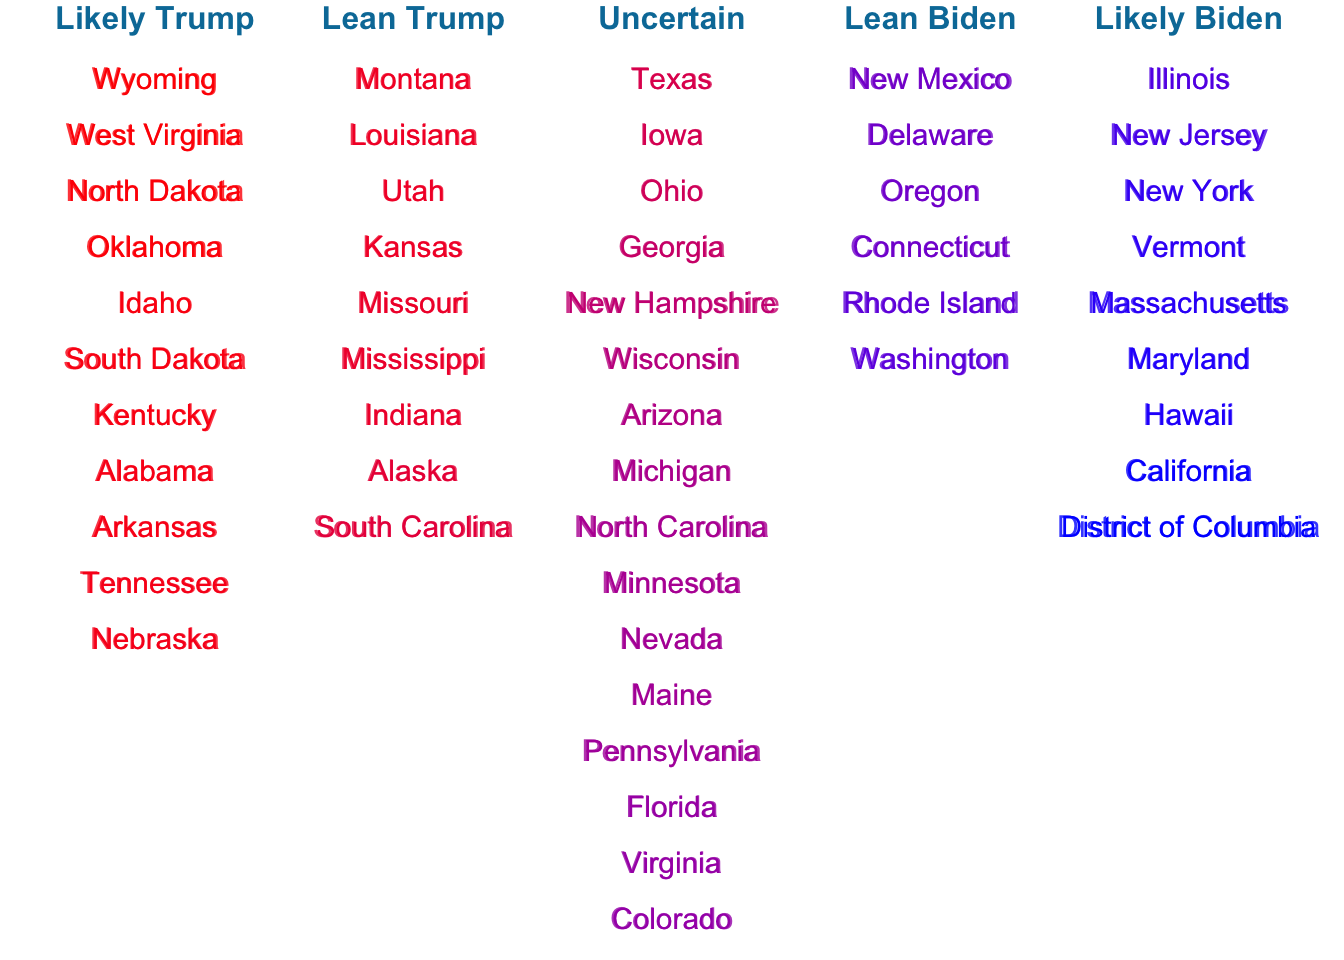 Likely Trump Lean Trump Uncertain Lean Biden Likely Biden
Wyoming Montana Texas New Mexico Illinois
West Virginia Louisiana Iowa Delaware New Jersey
North Dakota Utah Ohio Oregon New York
Oklahoma Kansas Georgia Connecticut Vermont
Idaho Missouri New Hampshire Rhode Island Massachusetts
South Dakota Mississippi Wisconsin Washington Maryland
Kentucky Indiana Arizona Hawaii
Alabama Alaska Michigan California
Arkansas South Carolina North Carolina District of Columbia
Tennessee Minnesota
Nebraska Nevada
Maine
Pennsylvania
Florida
Virginia
Colorado